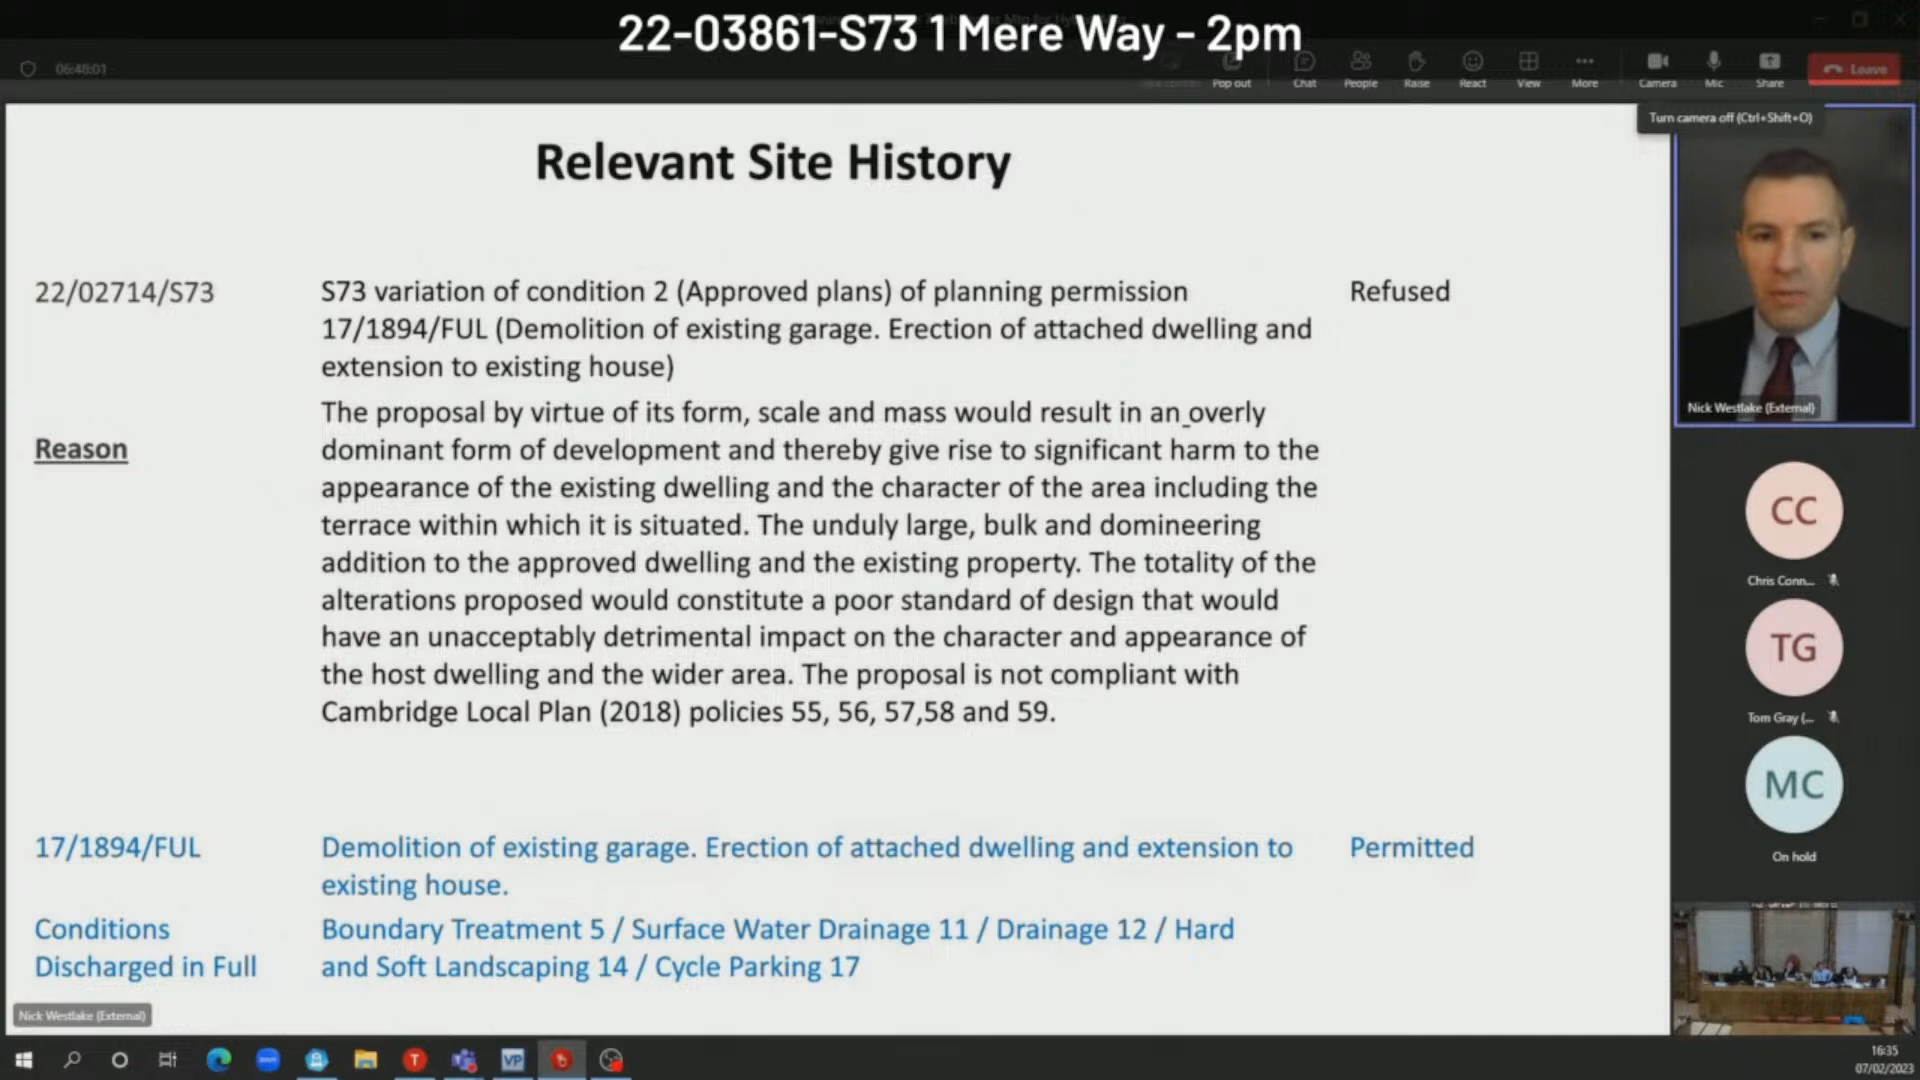 22-03861-S73 1 Mere Way - 2pm
06:48:01
Pop out
Chat
People
Raise
React
View
More
Camera
Mic
Share
Leave
Turn camera off (Ctrl+Shift+O)
Relevant Site History
22/02714/S73
S73 variation of condition 2 (Approved plans) of planning permission
17/1894/FUL (Demolition of existing garage. Erection of attached dwelling and
extension to existing house)
Refused
Reason
The proposal by virtue of its form, scale and mass would result in an overly
dominant form of development and thereby give rise to significant harm to the
appearance of the existing dwelling and the character of the area including the
terrace within which it is situated. The unduly large, bulk and domineering
addition to the approved dwelling and the existing property. The totality of the
alterations proposed would constitute a poor standard of design that would
have an unacceptably detrimental impact on the character and appearance of
the host dwelling and the wider area. The proposal is not compliant with
Cambridge Local Plan (2018) policies 55, 56, 57,58 and 59.
17/1894/FUL
Demolition of existing garage. Erection of attached dwelling and extension to
existing house.
Permitted
Conditions
Discharged in Full
Boundary Treatment 5 / Surface Water Drainage 11 / Drainage 12 / Hard
and Soft Landscaping 14 / Cycle Parking 17
Nick Westlake (External)
Nick Westlake (External)
CC
Chris Conn...
TG
Tom Gray (...
MC
On hold
zoom
T
VP
16:35
07/02/2023